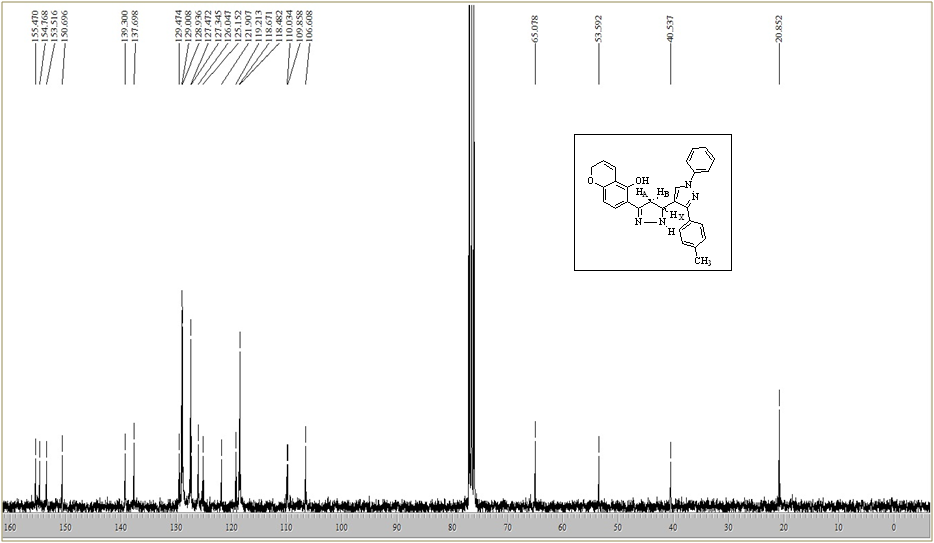 155.470
154.768
153.516
150.696
139.300
137.698
129.474
129.008
128.936
127.472
127.345
126.047
125.152
121.907
119.213
118.671
118.482
110.034
109.858
106.608
65.078
53.592
40.537
20.852
O
OH
HA
HB
N
N
HX
N
N
H
CH3
160 150 140 130 120 110 100 90 80 70 60 50 40 30 20 10 0